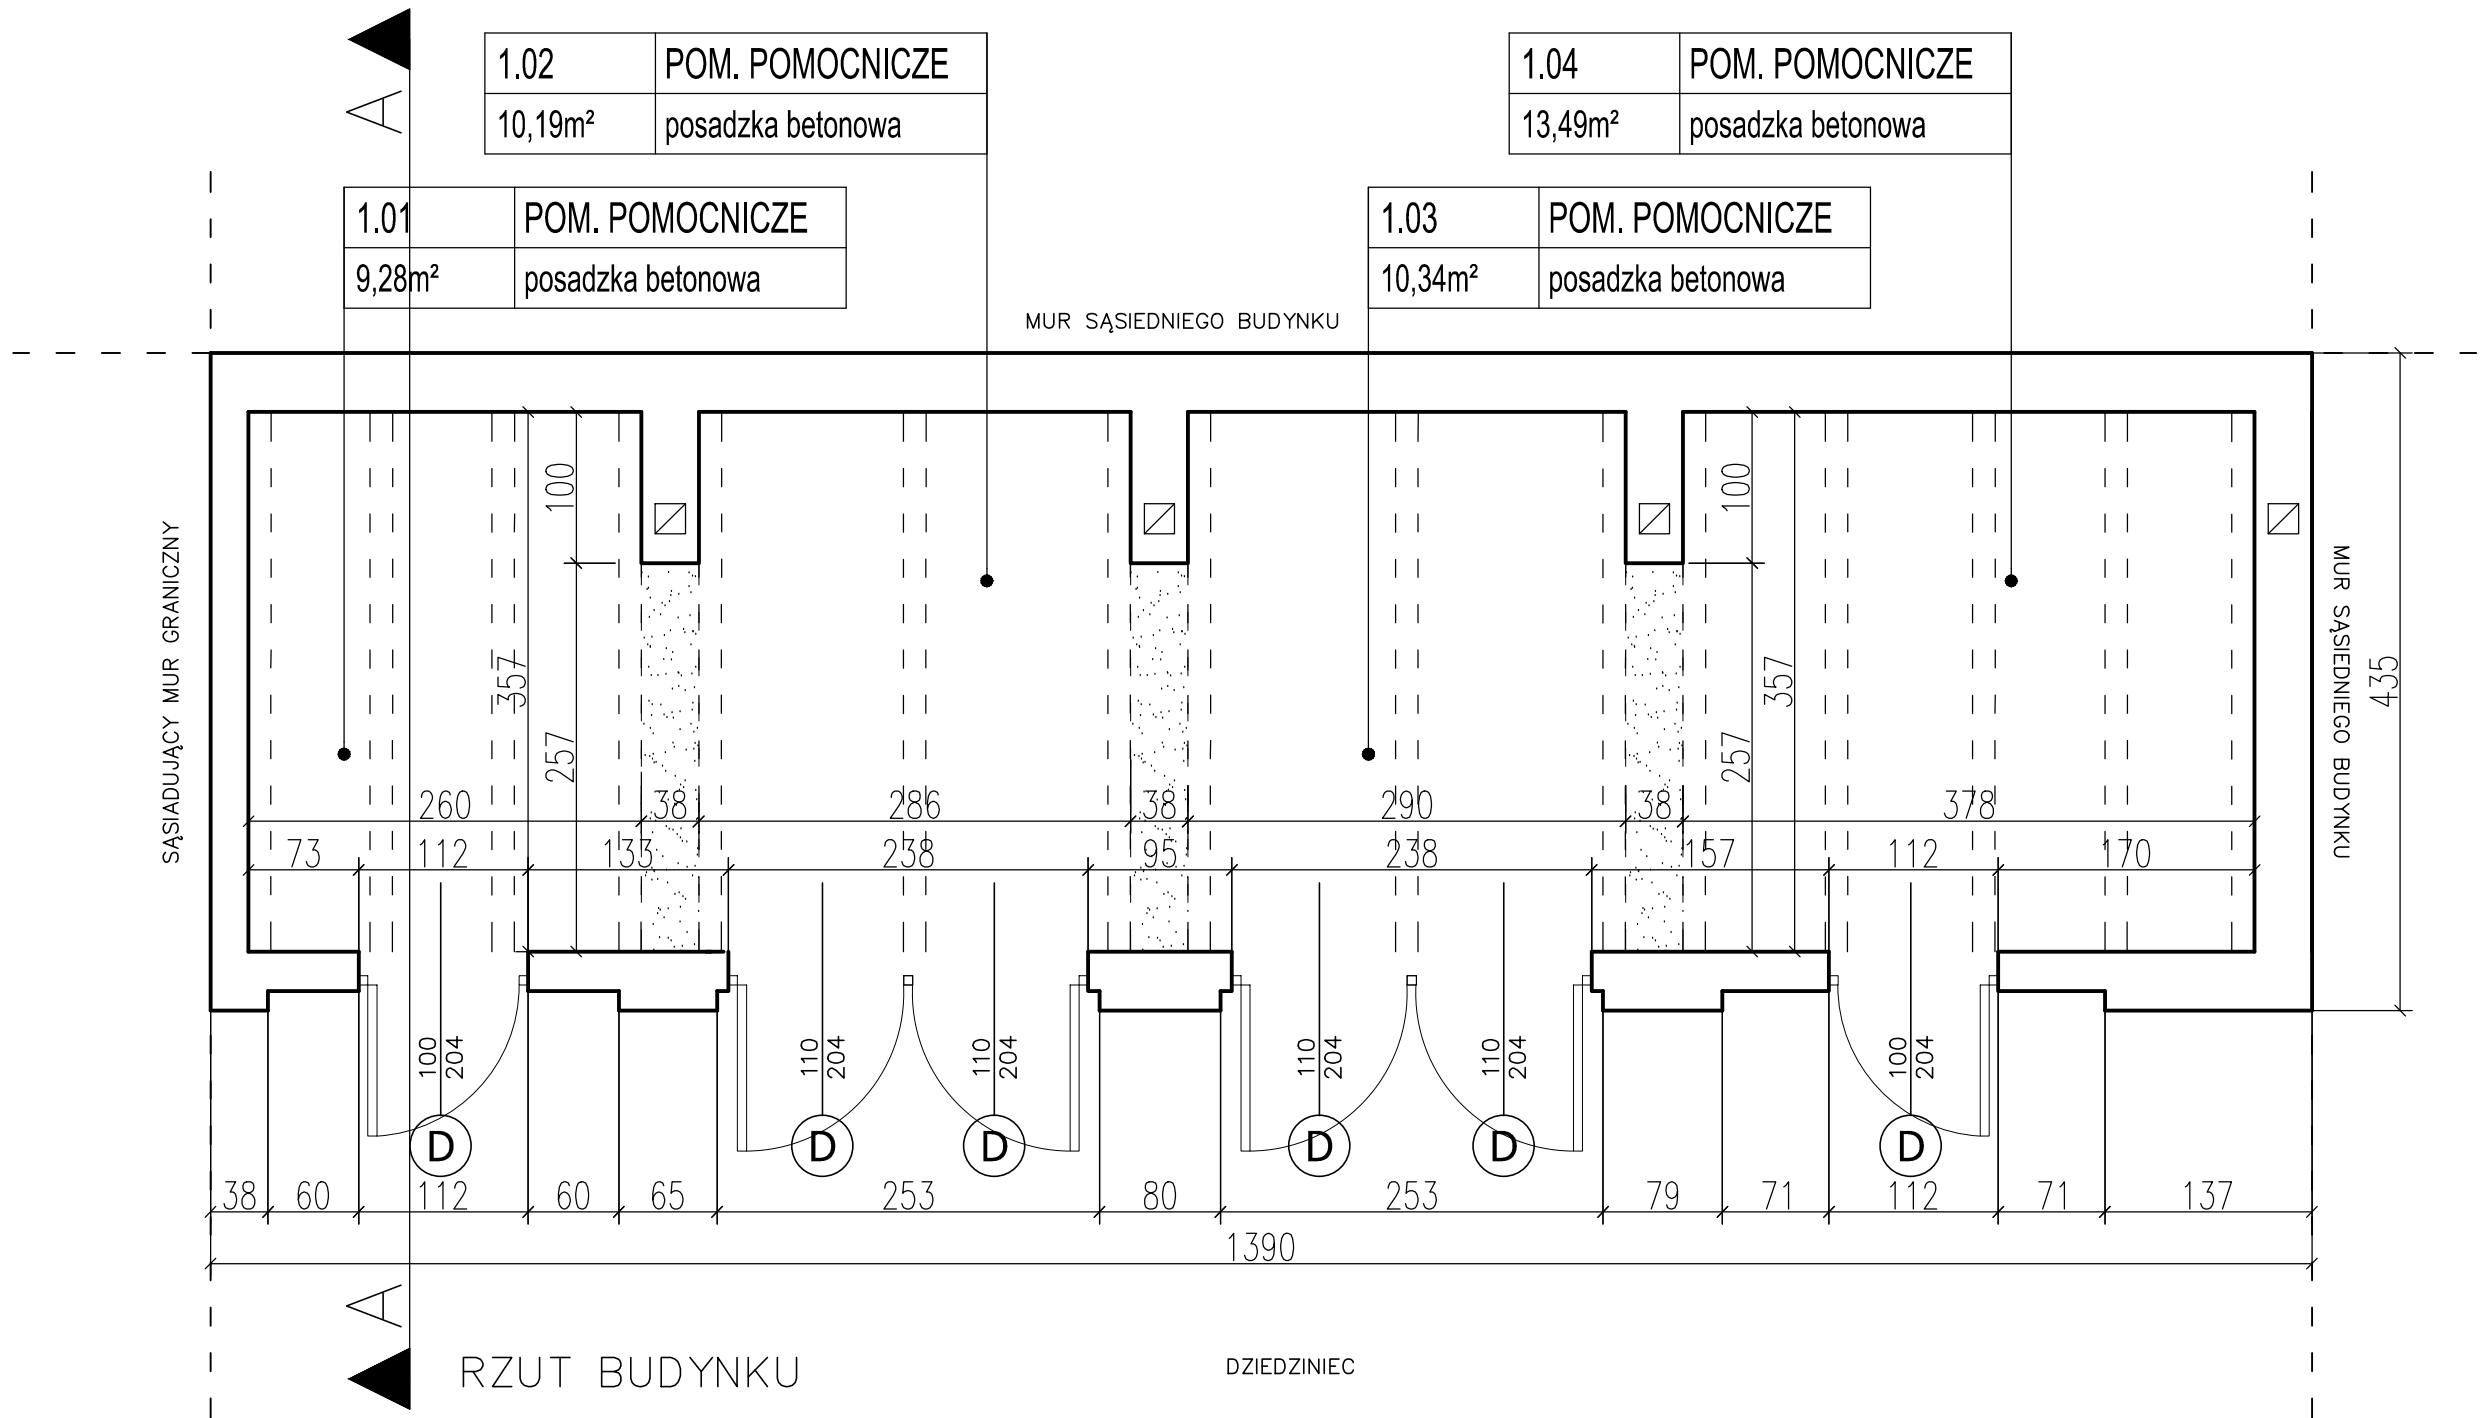 A
1.02 POM. POMOCNICZE
10,19m² posadzka betonowa
1.04 POM. POMOCNICZE
13,49m² posadzka betonowa
1.01 POM. POMOCNICZE
9,28m² posadzka betonowa
1.03 POM. POMOCNICZE
10,34m² posadzka betonowa
MUR SĄSIEDNIEGO BUDYNKU
SĄSIADUJĄCY MUR GRANICZNY
MUR SĄSIEDNIEGO BUDYNKU
435
100
100
357
357
257
257
260 38 286 38 290 38 378
73 112 133 238 95 238 157 112 170
100 110 110 110 110 100
204 204 204 204 204 204
D D D D D D
38 60 112 60 65 253 80 253 79 71 112 71 137
1390
A
RZUT BUDYNKU
DZIEDZINIEC